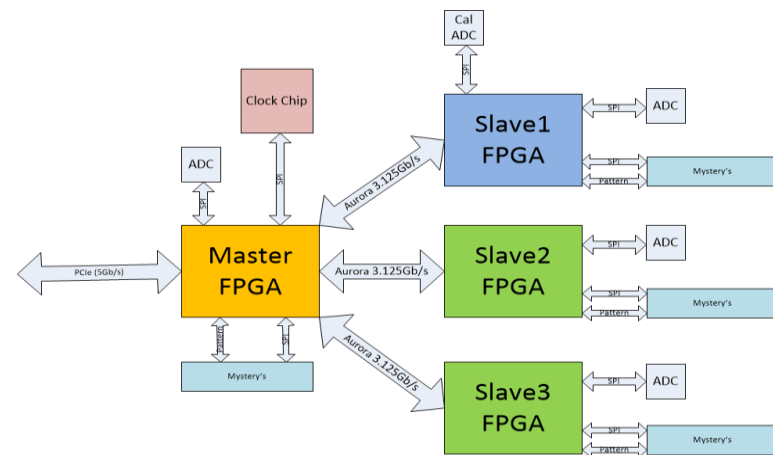 Cal
ADC
SPI
Clock Chip
SPI
ADC
SPI
Slave1
FPGA
SPI
ADC
SPI
Pattern
Mystery's
Aurora 3.125Gb/s
PCIe (5Gb/s)
Master
FPGA
Aurora 3.125Gb/s
Slave2
FPGA
SPI
ADC
SPI
Pattern
Mystery's
Pattern
SPI
Mystery's
Aurora 3.125Gb/s
Slave3
FPGA
SPI
ADC
SPI
Pattern
Mystery's